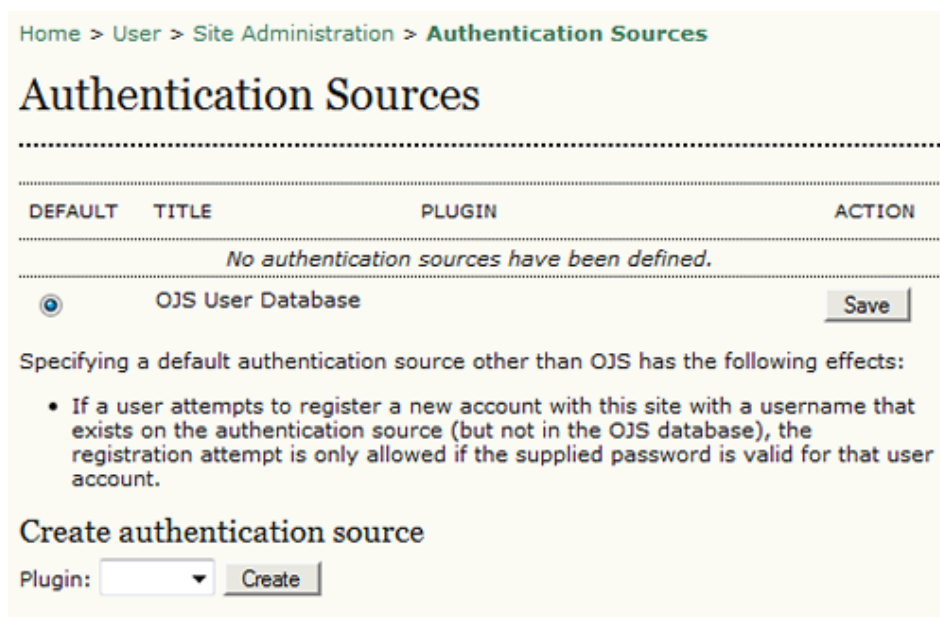 Home > User > Site Administration > Authentication Sources
Authentication Sources
DEFAULT TITLE PLUGIN ACTION
No authentication sources have been defined.
OJS User Database Save
Specifying a default authentication source other than OJS has the following effects:
• If a user attempts to register a new account with this site with a username that
exists on the authentication source (but not in the OJS database), the
registration attempt is only allowed if the supplied password is valid for that user
account.
Create authentication source
Plugin: Create